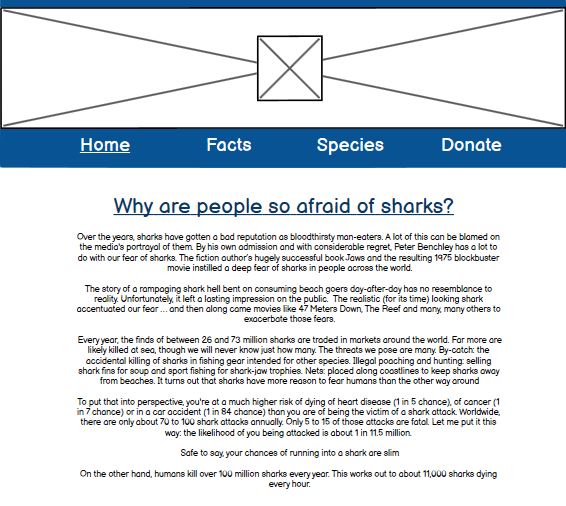 Home Facts Species Donate
Why are people so afraid of sharks?
Over the years, sharks have gotten a bad reputation as bloodthirsty man-eaters. A lot of this can be blamed on
the media's portrayal of them. By his own admission and with considerable regret, Peter Benchley has a lot to
do with our fear of sharks. The fiction author's hugely successful book Jaws and the resulting 1975 blockbuster
movie instilled a deep fear of sharks in people across the world.
The story of a rampaging shark hell bent on consuming beach goers day-after-day has no resemblance to
reality. Unfortunately, it left a lasting impression on the public. The realistic (for its time) looking shark
accentuated our fear ... and then along came movies like 47 Meters Down, The Reef and many, many others to
exacerbate those fears.
Every year, the finds of between 26 and 73 million sharks are traded in markets around the world. Far more are
likely killed at sea, though we will never know just how many. The threats we pose are many. By-catch: the
accidental killing of sharks in fishing gear intended for other species. Illegal poaching and hunting: selling
shark fins for soup and sport fishing for shark-jaw trophies. Nets: placed along coastlines to keep sharks away
from beaches. It turns out that sharks have more reason to fear humans than the other way around
To put that into perspective, you're at a much higher risk of dying of heart disease (1 in 5 chance), of cancer (1
in 7 chance) or in a car accident (1 in 84 chance) than you are of being the victim of a shark attack. Worldwide,
there are only about 70 to 100 shark attacks annually. Only 5 to 15 of those attacks are fatal. Let me put it this
way: the likelihood of you being attacked is about 1 in 11.5 million.
Safe to say, your chances of running into a shark are slim
On the other hand, humans kill over 100 million sharks every year. This works out to about 11,000 sharks dying
every hour.